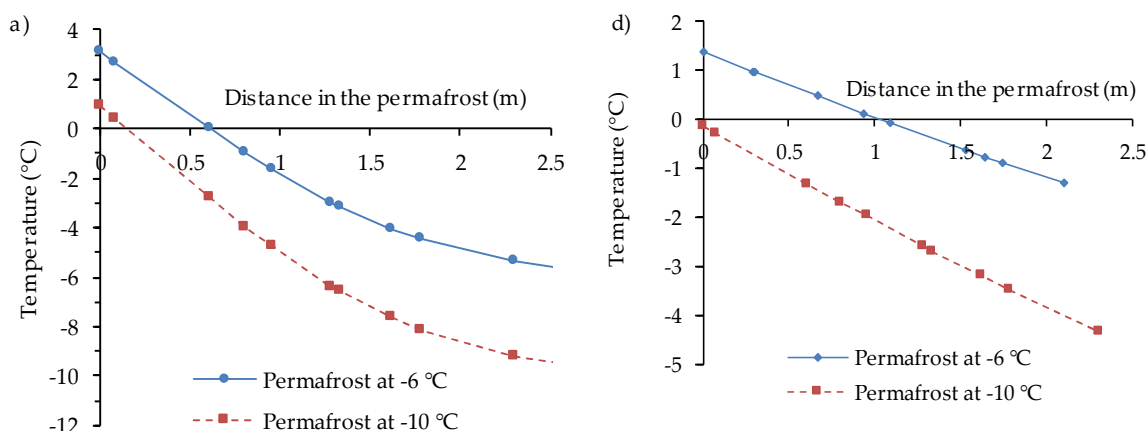 a)
Temperature (°C)
4
2
0
-2
-4
-6
-8
-10
-12
Distance in the permafrost (m)
0 0.5 1 1.5 2 2.5
Permafrost at -6 °C
Permafrost at -10 °C
d)
Temperature (°C)
2
1
0
-1
-2
-3
-4
-5
Distance in the permafrost (m)
0 0.5 1 1.5 2 2.5
Permafrost at -6 °C
Permafrost at -10 °C